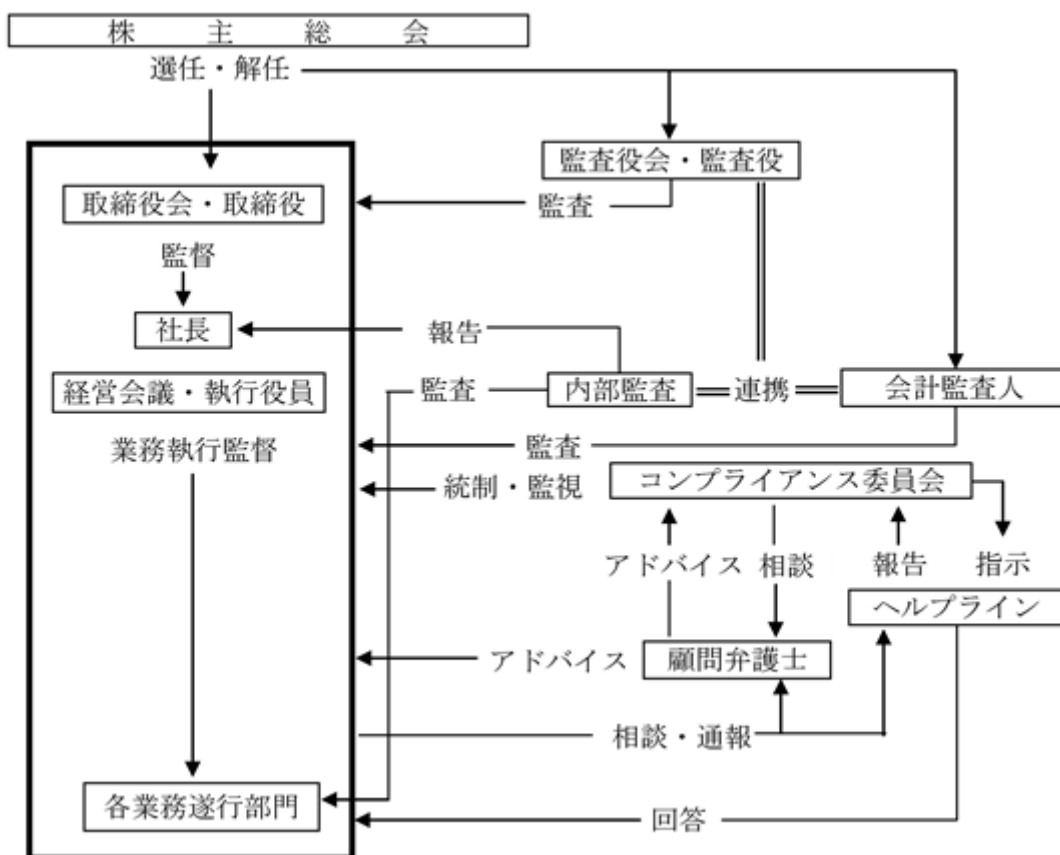 株主総会
選任・解任
監査役会・監査役
取締役会・取締役
監査
監督
社長
報告
経営会議・執行役員
監査
内部監査
連携
会計監査人
業務執行監督
監査
統制・監視
コンプライアンス委員会
アドバイス
相談
報告
指示
ヘルプライン
アドバイス
顧問弁護士
相談・通報
各業務遂行部門
回答